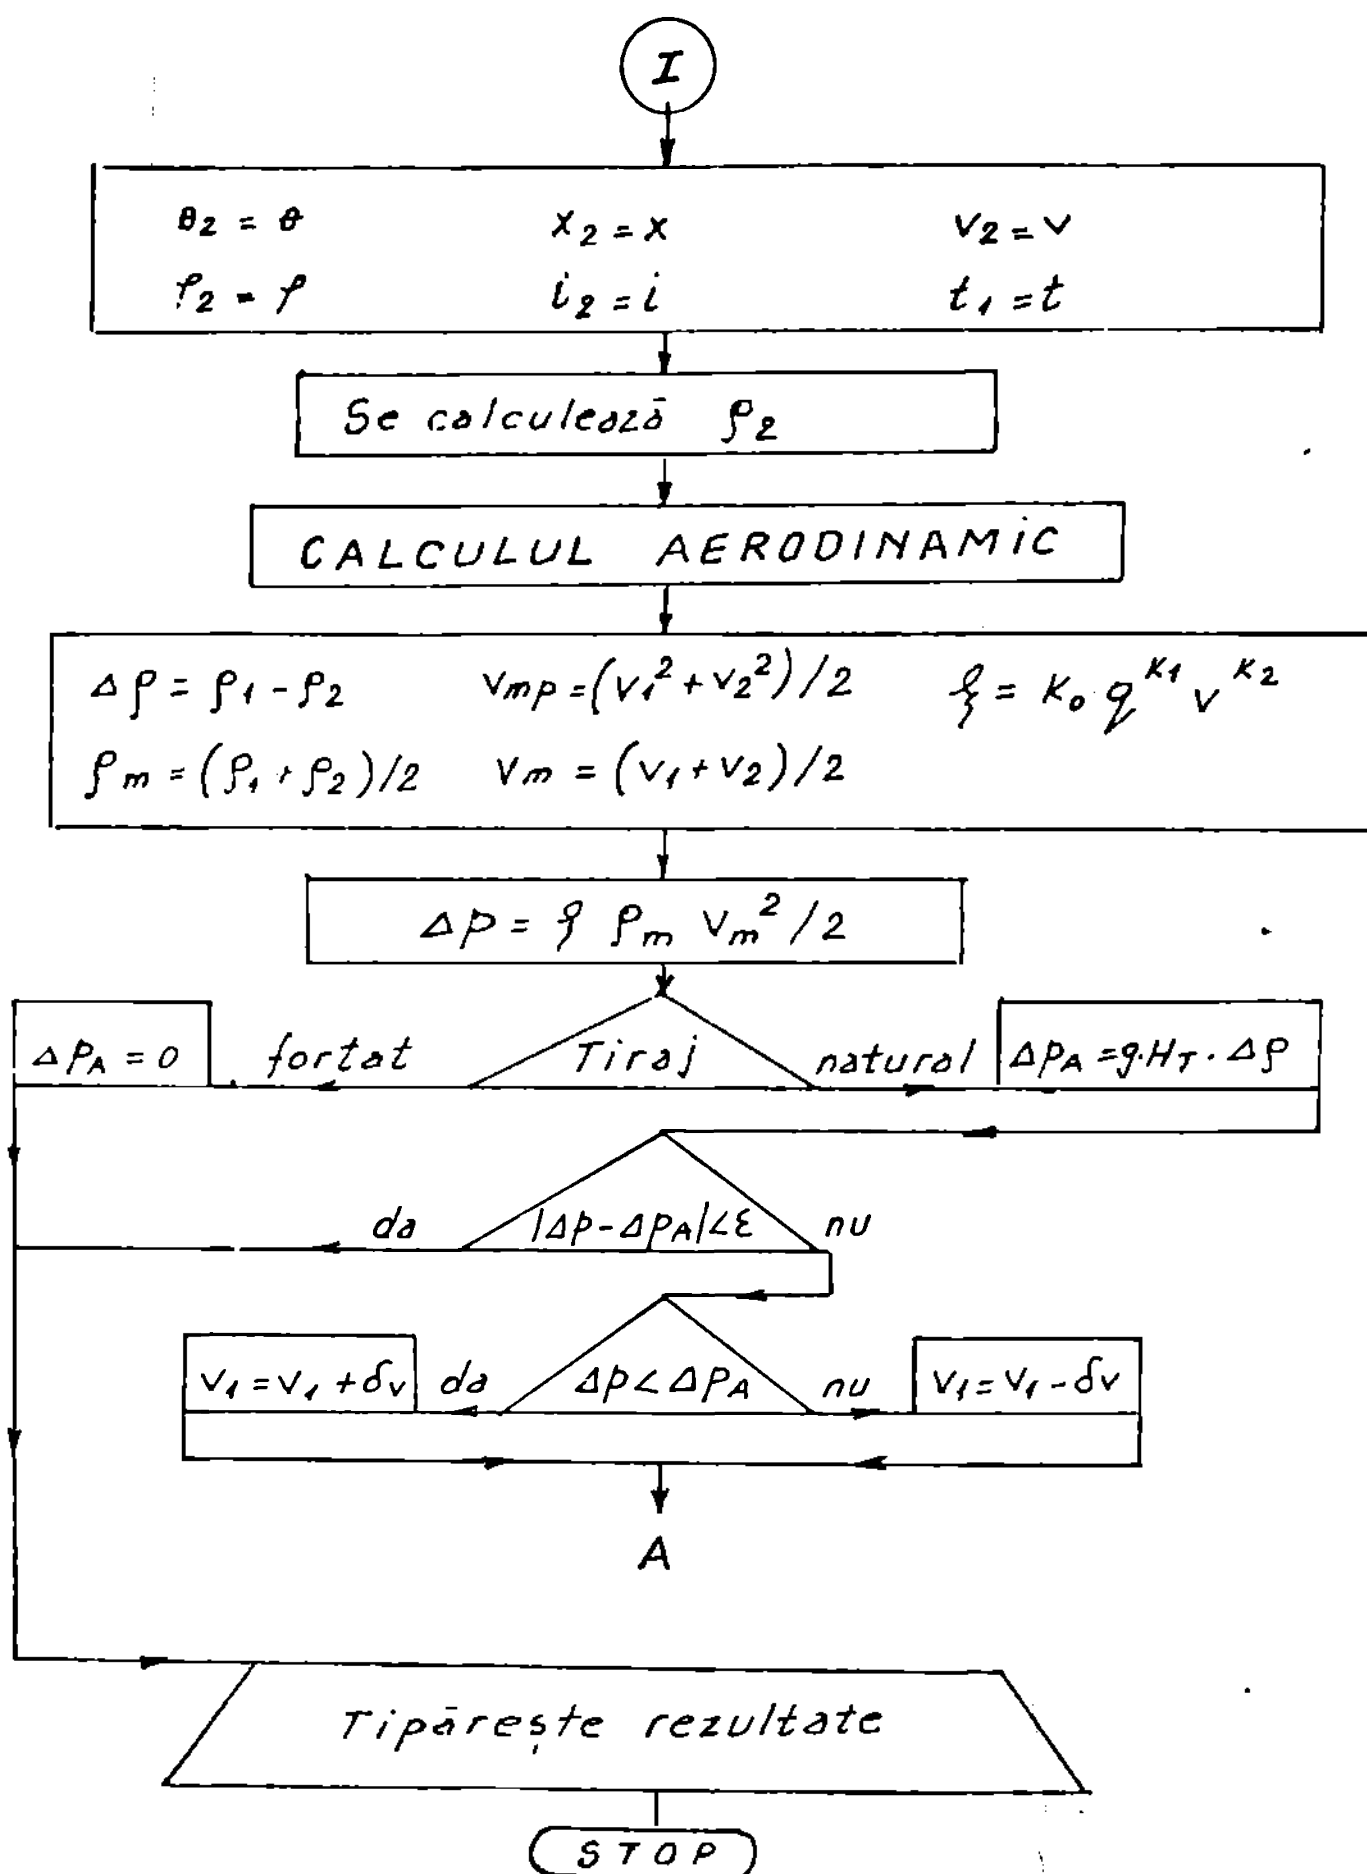 I
θ2 = θ x2 = x v2 = v
φ2 = φ i2 = i t1 = t
Se calculează ρ2
CALCULUL AERODINAMIC
Δρ = ρ1 - ρ2 vmp = (v1² + v2²)/2 ξ = K₀ q^K1 v^K2
ρm = (ρ1 + ρ2)/2 vm = (v1 + v2)/2
Δp = ξ ρm vm²/2
ΔpA = 0 fortat Tiraj natural ΔpA = g·HT · Δρ
da |Δp - ΔpA| < ε nu
v1 = v1 + δv da Δp < ΔpA nu v1 = v1 - δv
A
Tipărește rezultate
STOP